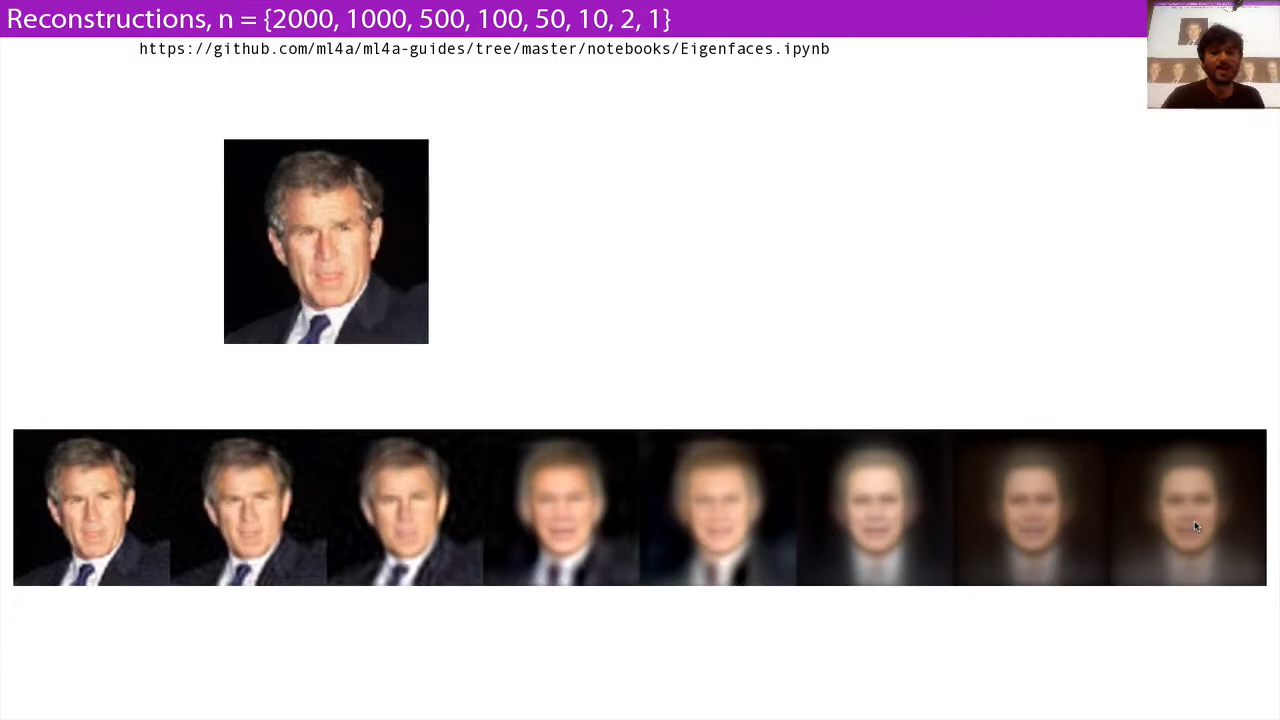 Reconstructions, n = {2000, 1000, 500, 100, 50, 10, 2, 1}
https://github.com/ml4a/ml4a-guides/tree/master/notebooks/Eigenfaces.ipynb